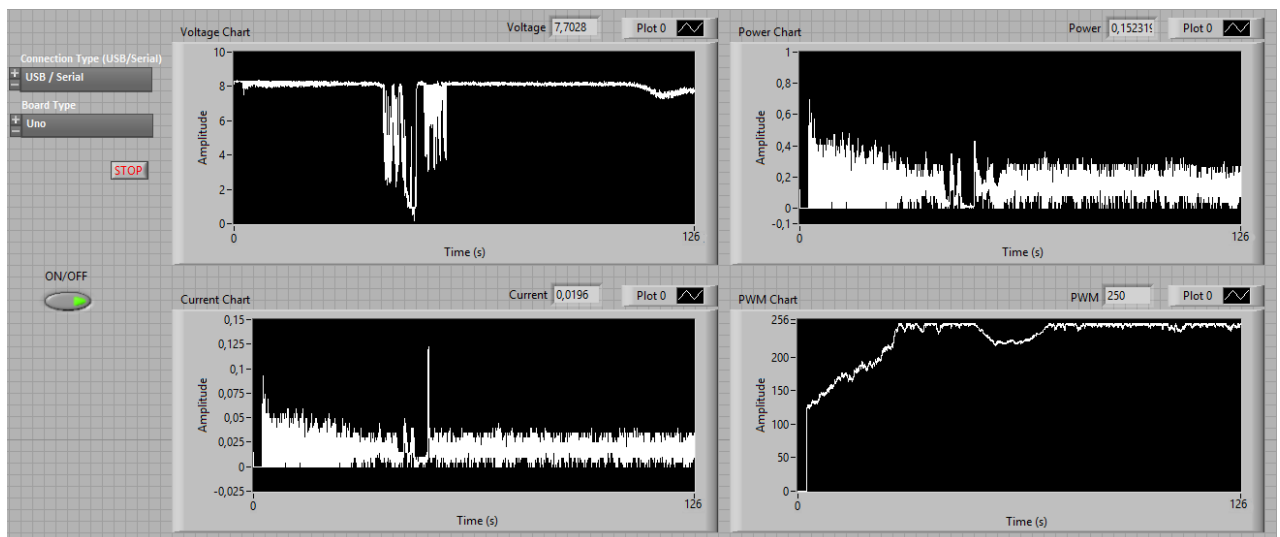 Connection Type (USB/Serial)
USB / Serial
Board Type
Uno
STOP
ON/OFF
Voltage Chart
Voltage 7,7028
Plot 0
10
8
6
4
2
0
Amplitude
0
126
Time (s)
Power Chart
Power 0,152319
Plot 0
1
0,8
0,6
0,4
0,2
0
-0,1
Amplitude
0
126
Time (s)
Current Chart
Current 0,0196
Plot 0
0,15
0,125
0,1
0,075
0,05
0,025
0
-0,025
Amplitude
0
126
Time (s)
PWM Chart
PWM 250
Plot 0
256
200
150
100
50
0
Amplitude
0
126
Time (s)